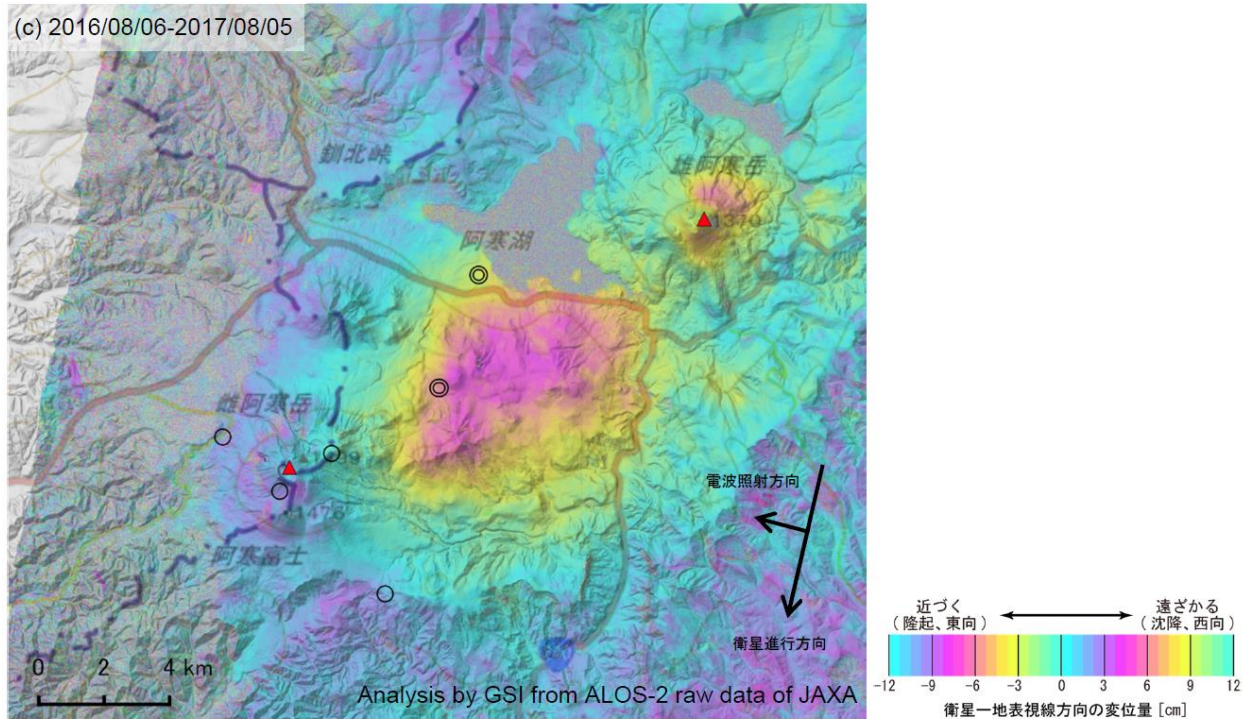 (c) 2016/08/06-2017/08/05
釧北峠
雄阿寒岳
1370
阿寒湖
雌阿寒岳
1476
阿寒富士
電波照射方向
衛星進行方向
0 2 4 km
Analysis by GSI from ALOS-2 raw data of JAXA
近づく
(隆起、東向)
遠ざかる
(沈降、西向)
-12 -9 -6 -3 0 3 6 9 12
衛星―地表視線方向の変位量 [cm]